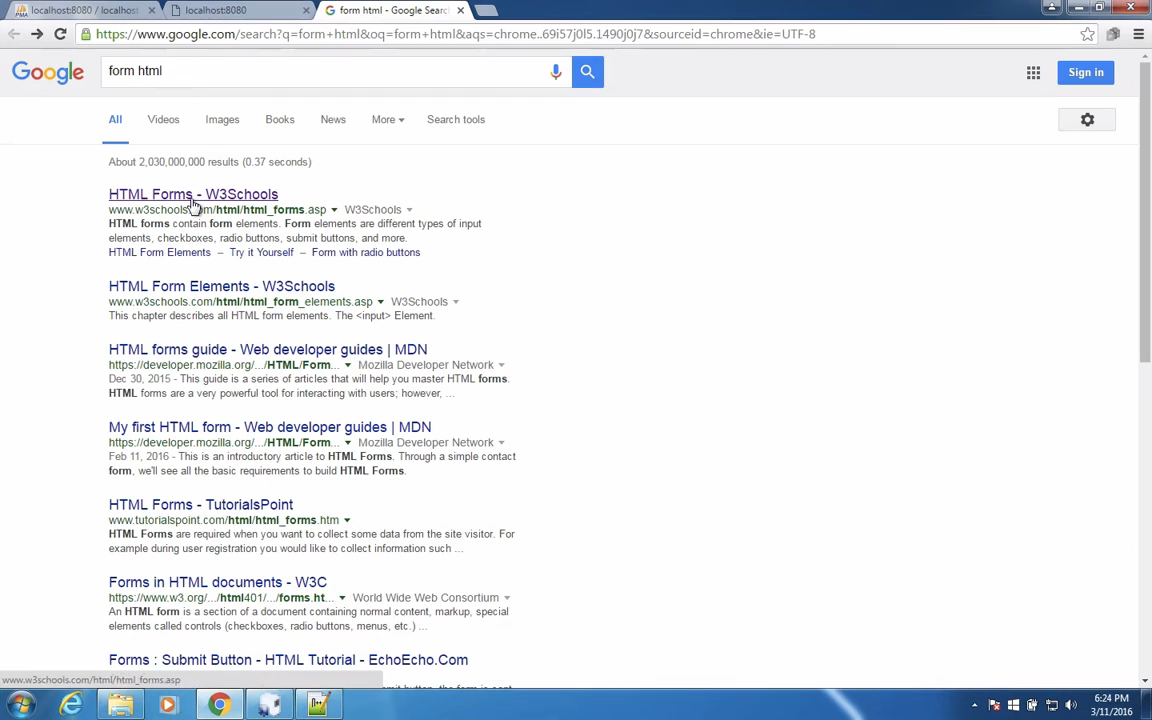 localhost:8080 / localhost
localhost:8080
form html - Google Searc
https://www.google.com/search?q=form+html&oq=form+html&aqs=chrome..69i57j0l5.1490j0j7&sourceid=chrome&ie=UTF-8
Google
form html
Sign in
All Videos Images Books News More Search tools
About 2,030,000,000 results (0.37 seconds)
HTML Forms - W3Schools
www.w3schools.com/html/html_forms.asp W3Schools
HTML forms contain form elements. Form elements are different types of input
elements, checkboxes, radio buttons, submit buttons, and more.
HTML Form Elements – Try it Yourself – Form with radio buttons
HTML Form Elements - W3Schools
www.w3schools.com/html/html_form_elements.asp W3Schools
This chapter describes all HTML form elements. The <input> Element.
HTML forms guide - Web developer guides | MDN
https://developer.mozilla.org/.../HTML/Form... Mozilla Developer Network
Dec 30, 2015 - This guide is a series of articles that will help you master HTML forms.
HTML forms are a very powerful tool for interacting with users; however, ...
My first HTML form - Web developer guides | MDN
https://developer.mozilla.org/.../HTML/Form... Mozilla Developer Network
Feb 11, 2016 - This is an introductory article to HTML Forms. Through a simple contact
form, we'll see all the basic requirements to build HTML Forms.
HTML Forms - TutorialsPoint
www.tutorialspoint.com/html/html_forms.htm
HTML Forms are required when you want to collect some data from the site visitor. For
example during user registration you would like to collect information such ...
Forms in HTML documents - W3C
https://www.w3.org/.../html401/.../forms.ht... World Wide Web Consortium
An HTML form is a section of a document containing normal content, markup, special
elements called controls (checkboxes, radio buttons, menus, etc.) ...
Forms : Submit Button - HTML Tutorial - EchoEcho.Com
www.w3schools.com/html/html_forms.asp
6:24 PM
3/11/2016